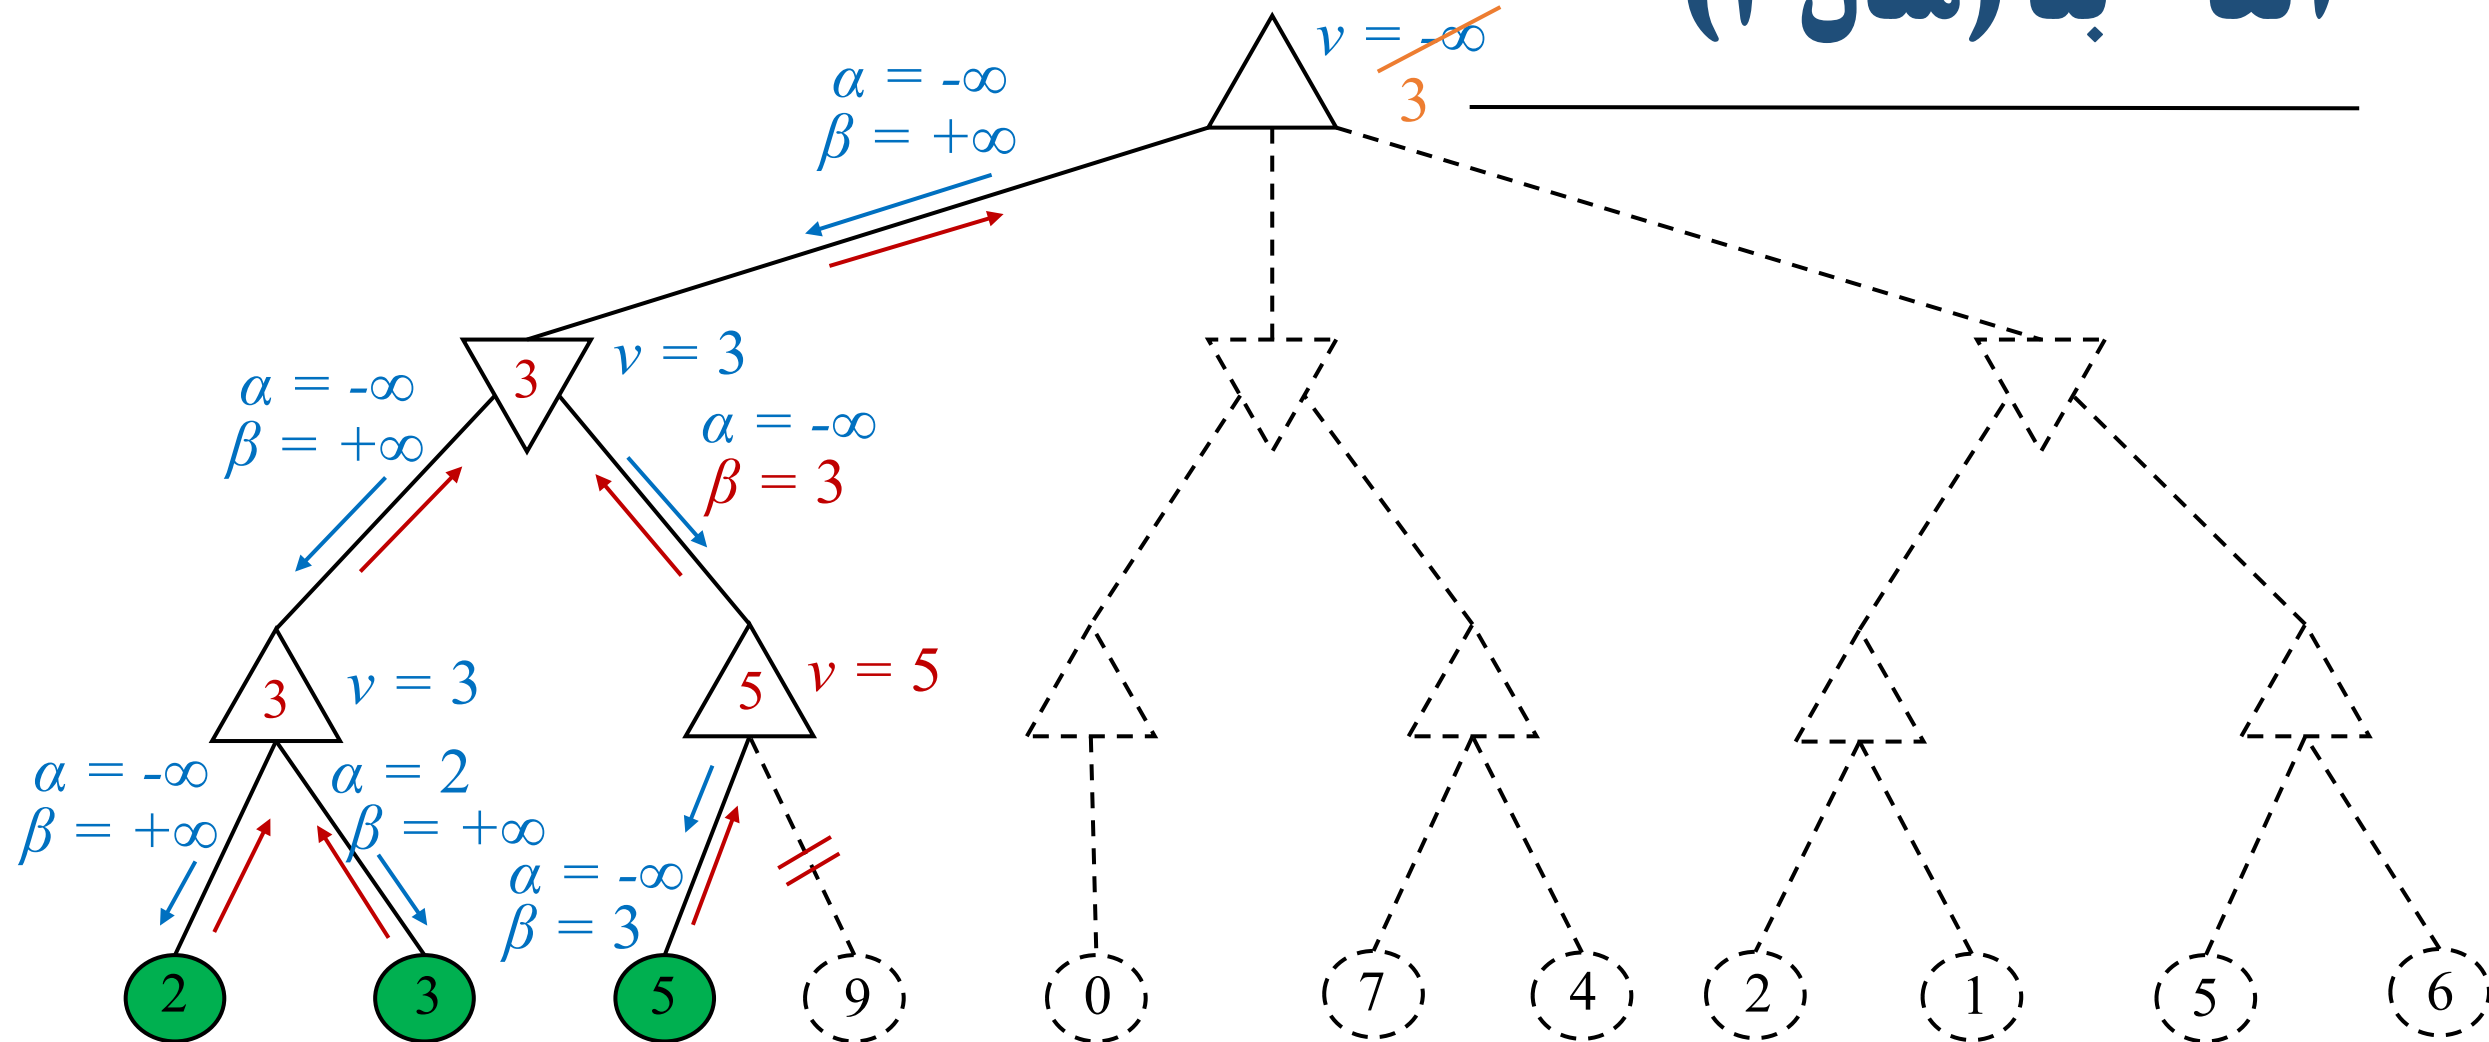 v = -∞
3
α = -∞
β = +∞
3
v = 3
α = -∞
β = +∞
α = -∞
β = 3
3
v = 3
5
v = 5
α = -∞
β = +∞
α = 2
β = +∞
α = -∞
β = 3
2
3
5
9
0
7
4
2
1
5
6